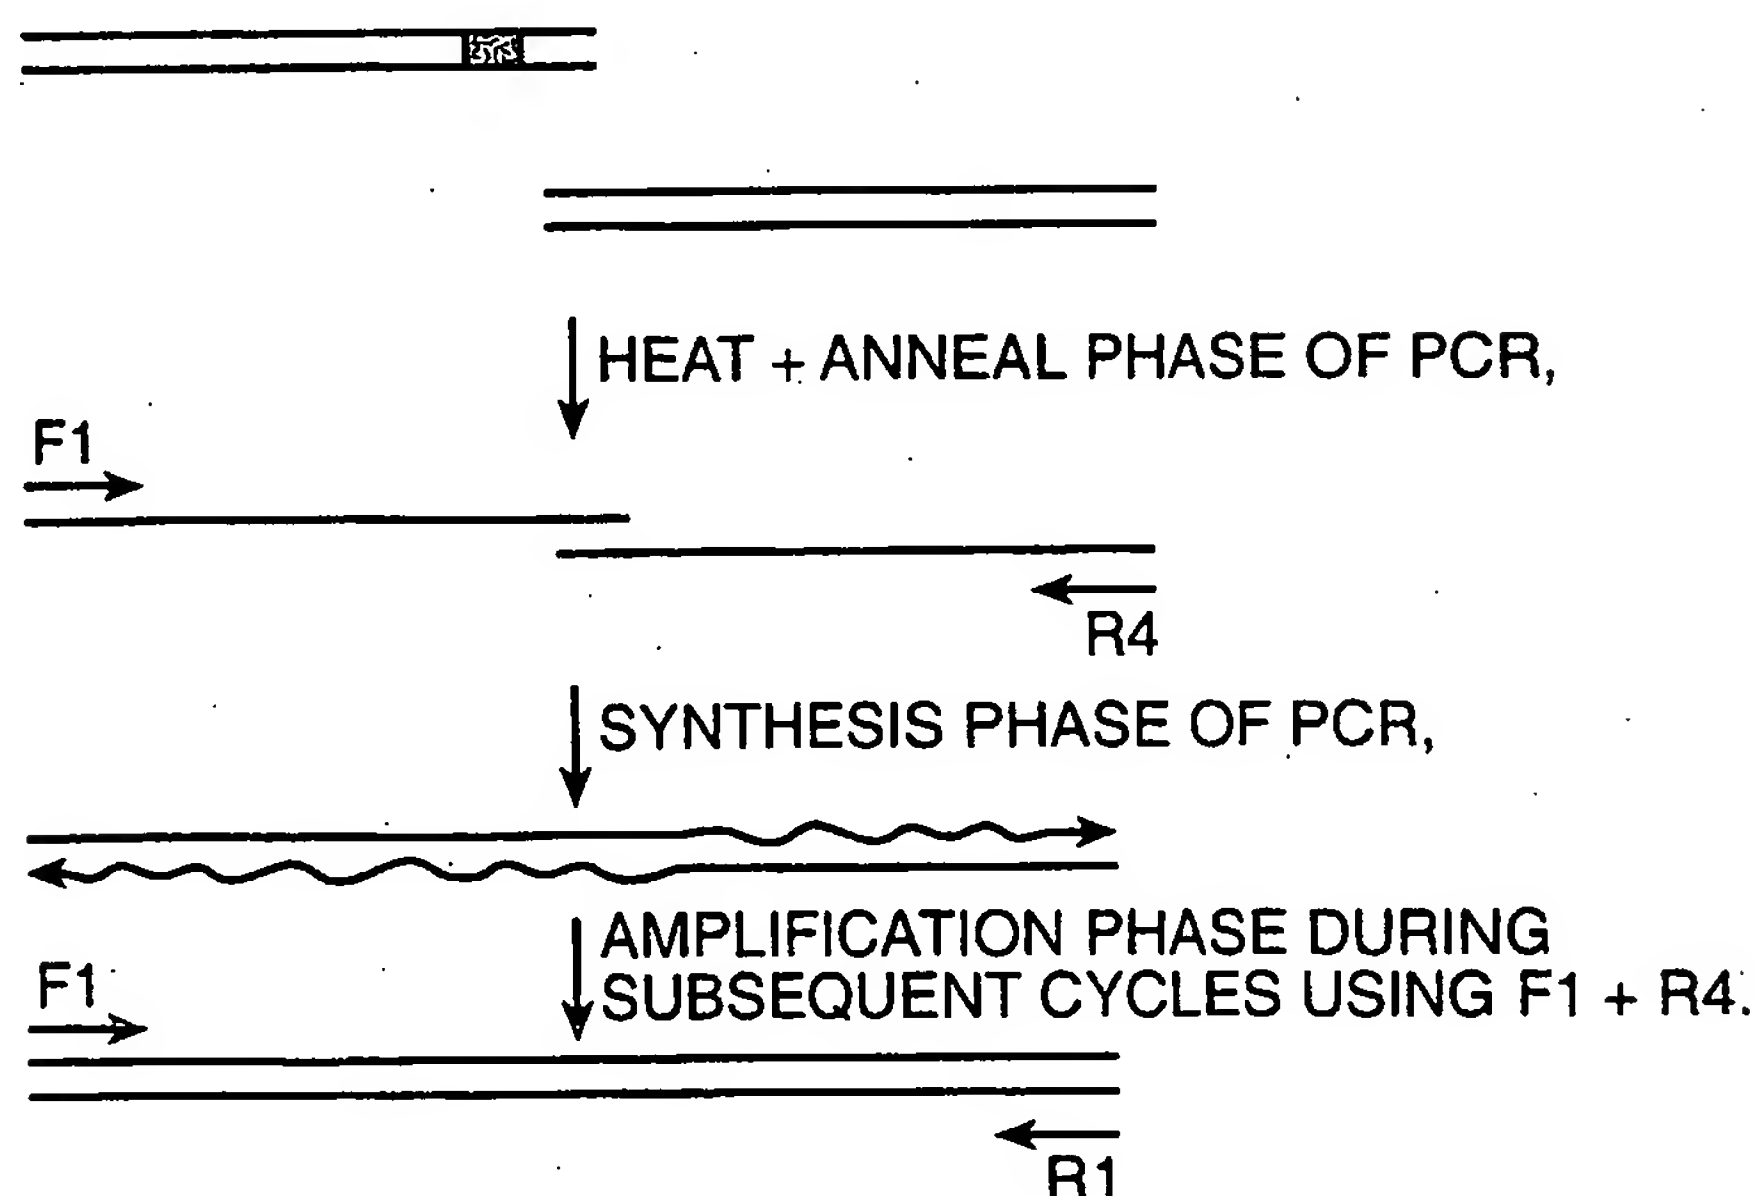 HEAT + ANNEAL PHASE OF PCR,
F1
R4
SYNTHESIS PHASE OF PCR,
AMPLIFICATION PHASE DURING
SUBSEQUENT CYCLES USING F1 + R4.
F1
R1